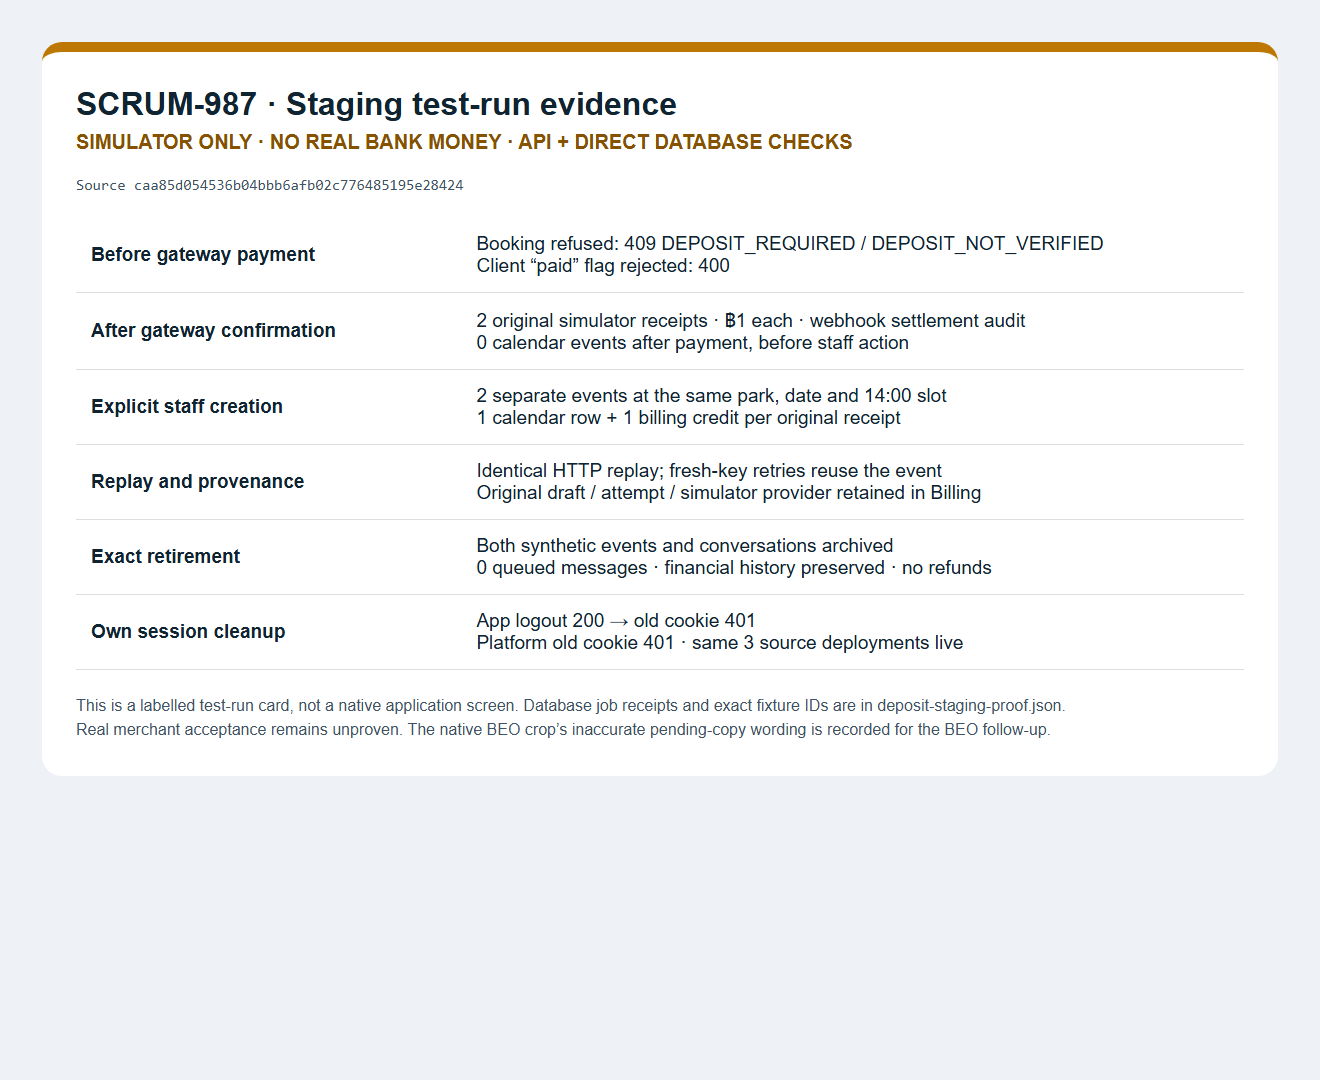 SCRUM-987 · Staging test-run evidence
SIMULATOR ONLY · NO REAL BANK MONEY · API + DIRECT DATABASE CHECKS
Source caa85d054536b04bbb6afb02c776485195e28424
Before gateway payment
Booking refused: 409 DEPOSIT_REQUIRED / DEPOSIT_NOT_VERIFIED
Client “paid” flag rejected: 400
After gateway confirmation
2 original simulator receipts · ฿1 each · webhook settlement audit
0 calendar events after payment, before staff action
Explicit staff creation
2 separate events at the same park, date and 14:00 slot
1 calendar row + 1 billing credit per original receipt
Replay and provenance
Identical HTTP replay; fresh-key retries reuse the event
Original draft / attempt / simulator provider retained in Billing
Exact retirement
Both synthetic events and conversations archived
0 queued messages · financial history preserved · no refunds
Own session cleanup
App logout 200 → old cookie 401
Platform old cookie 401 · same 3 source deployments live
This is a labelled test-run card, not a native application screen. Database job receipts and exact fixture IDs are in deposit-staging-proof.json.
Real merchant acceptance remains unproven. The native BEO crop’s inaccurate pending-copy wording is recorded for the BEO follow-up.